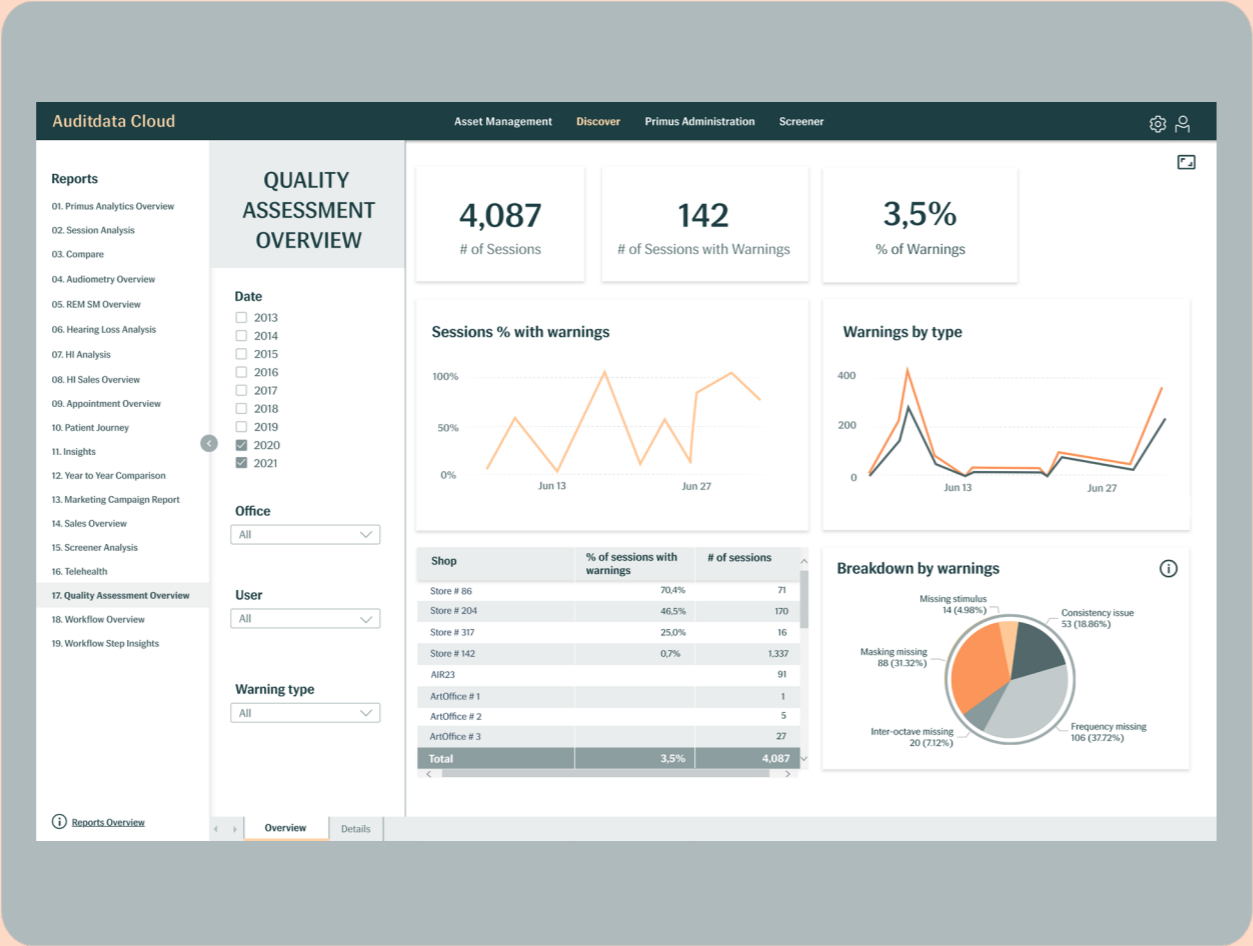 Auditdata Cloud
Asset Management
Discover
Primus Administration
Screener
Reports
01. Primus Analytics Overview
02. Session Analysis
03. Compare
04. Audiometry Overview
05. REM SM Overview
06. Hearing Loss Analysis
07. HI Analysis
08. HI Sales Overview
09. Appointment Overview
10. Patient Journey
11. Insights
12. Year to Year Comparison
13. Marketing Campaign Report
14. Sales Overview
15. Screener Analysis
16. Telehealth
17. Quality Assessment Overview
18. Workflow Overview
19. Workflow Step Insights
Reports Overview
QUALITY
ASSESSMENT
OVERVIEW
Date
2013
2014
2015
2016
2017
2018
2019
2020
2021
Office
All
User
All
Warning type
All
4,087
# of Sessions
142
# of Sessions with Warnings
3,5%
% of Warnings
Sessions % with warnings
100%
50%
0%
Jun 13
Jun 27
Warnings by type
400
200
0
Jun 13
Jun 27
Shop
% of sessions with
warnings
# of sessions
Store # 86 70,4% 71
Store # 204 46,5% 170
Store # 317 25,0% 16
Store # 142 0,7% 1,337
AIR23 91
ArtOffice # 1 1
ArtOffice # 2 5
ArtOffice # 3 27
Total 3,5% 4,087
Breakdown by warnings
Missing stimulus
14 (4.98%)
Consistency issue
53 (18.86%)
Masking missing
88 (31.32%)
Frequency missing
106 (37.72%)
Inter-octave missing
20 (7.12%)
Overview
Details